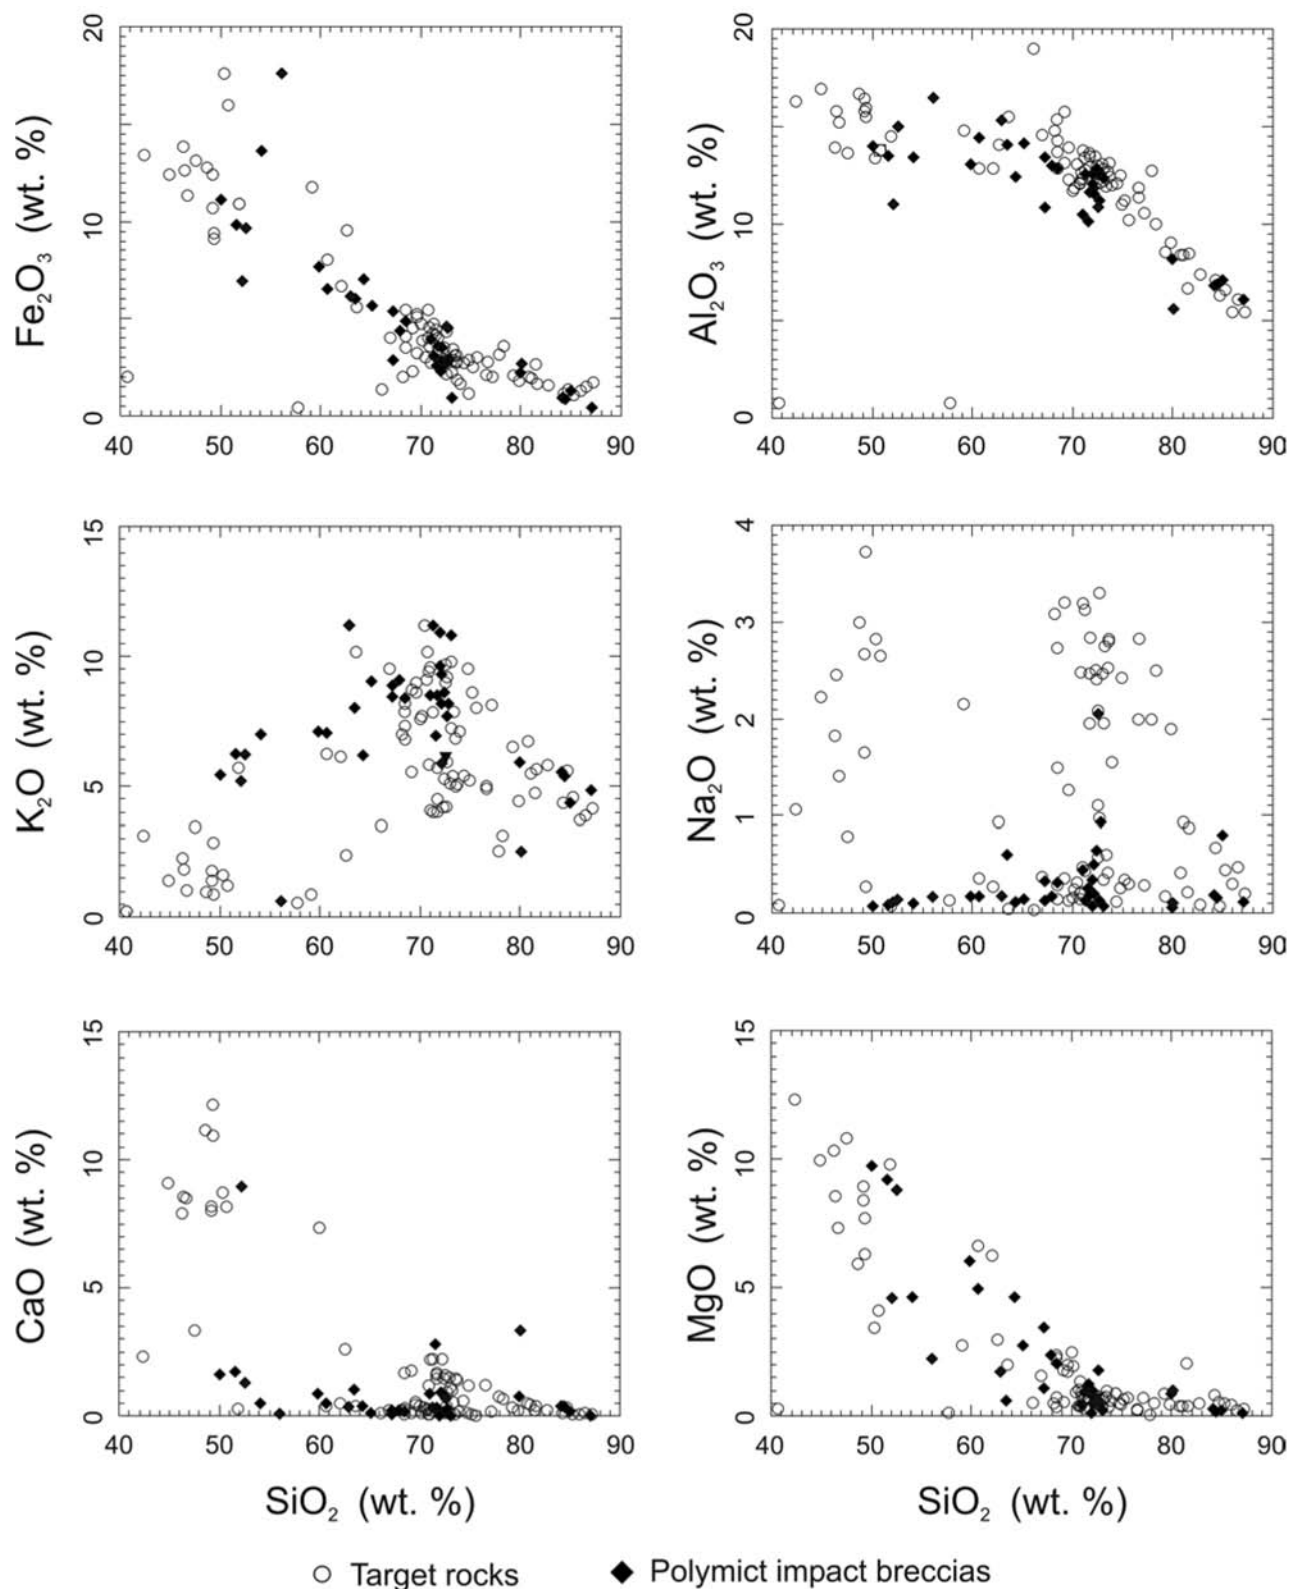 20
10
0
Fe₂O₃ (wt. %)
40 50 60 70 80 90
20
10
0
Al₂O₃ (wt. %)
40 50 60 70 80 90
15
10
5
0
K₂O (wt. %)
40 50 60 70 80 90
4
3
2
1
0
Na₂O (wt. %)
40 50 60 70 80 90
15
10
5
0
CaO (wt. %)
40 50 60 70 80 90
SiO₂ (wt. %)
15
10
5
0
MgO (wt. %)
40 50 60 70 80 90
SiO₂ (wt. %)
Target rocks
Polymict impact breccias